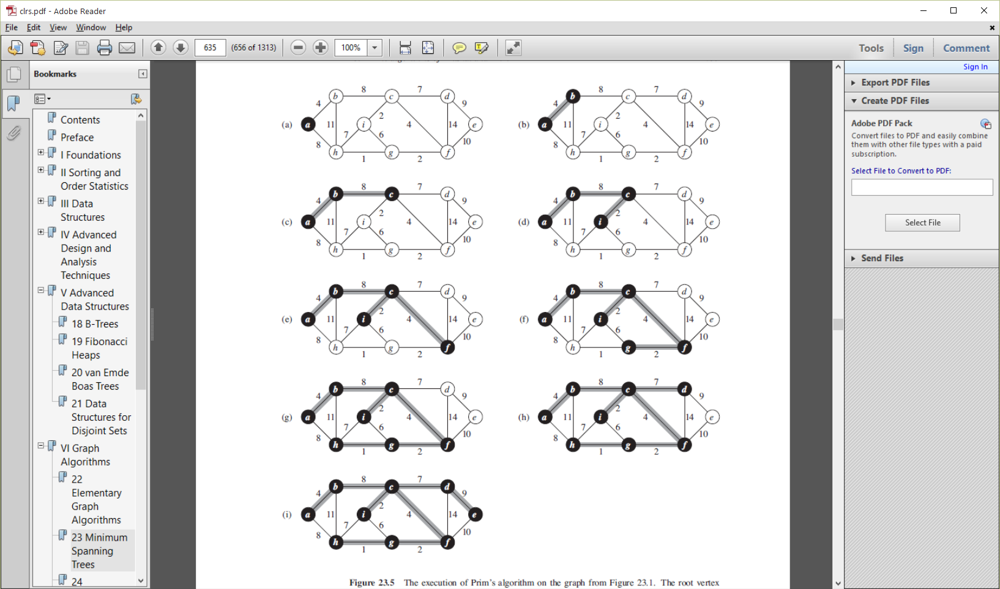 clrs.pdf - Adobe Reader
File Edit View Window Help
635 (656 of 1313) 100% Tools Sign Comment
Bookmarks
Contents
Preface
I Foundations
II Sorting and
Order Statistics
III Data
Structures
IV Advanced
Design and
Analysis
Techniques
V Advanced
Data Structures
18 B-Trees
19 Fibonacci
Heaps
20 van Emde
Boas Trees
21 Data
Structures for
Disjoint Sets
VI Graph
Algorithms
22
Elementary
Graph
Algorithms
23 Minimum
Spanning
Trees
24
(a) a b c d e f g h i 4 8 7 9 11 2 4 14 7 6 8 10 1 2
(b) a b c d e f g h i 4 8 7 9 11 2 4 14 7 6 8 10 1 2
(c) a b c d e f g h i 4 8 7 9 11 2 4 14 7 6 8 10 1 2
(d) a b c d e f g h i 4 8 7 9 11 2 4 14 7 6 8 10 1 2
(e) a b c d e f g h i 4 8 7 9 11 2 4 14 7 6 8 10 1 2
(f) a b c d e f g h i 4 8 7 9 11 2 4 14 7 6 8 10 1 2
(g) a b c d e f g h i 4 8 7 9 11 2 4 14 7 6 8 10 1 2
(h) a b c d e f g h i 4 8 7 9 11 2 4 14 7 6 8 10 1 2
(i) a b c d e f g h i 4 8 7 9 11 2 4 14 7 6 8 10 1 2
Figure 23.5 The execution of Prim's algorithm on the graph from Figure 23.1. The root vertex
Sign In
Export PDF Files
Create PDF Files
Adobe PDF Pack
Convert files to PDF and easily combine
them with other file types with a paid
subscription.
Select File to Convert to PDF:
Select File
Send Files